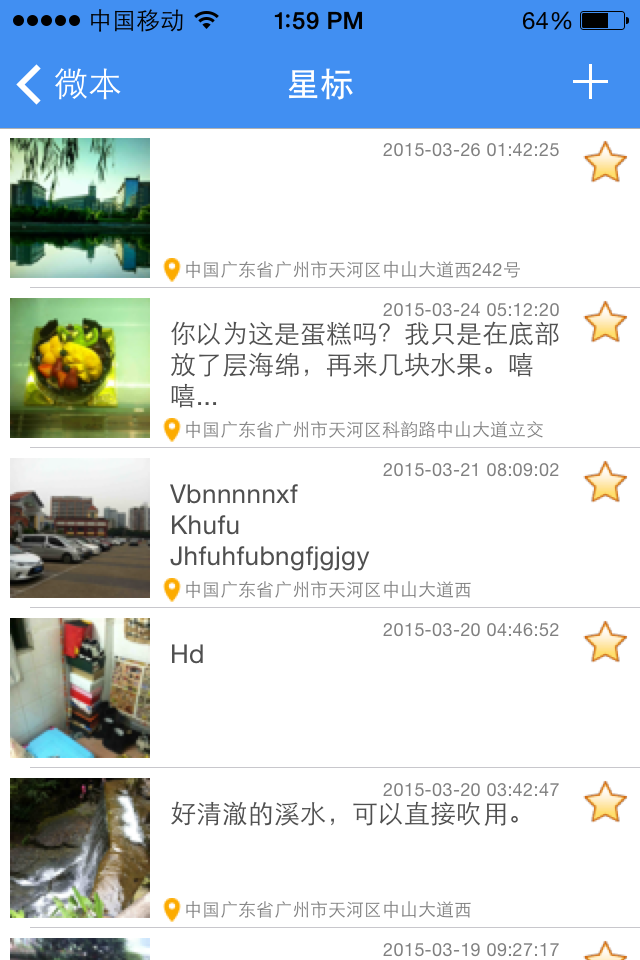 中国移动 1:59 PM 64%
微本 星标
2015-03-26 01:42:25
中国广东省广州市天河区中山大道西242号
2015-03-24 05:12:20
你以为这是蛋糕吗？我只是在底部
放了层海绵，再来几块水果。嘻
嘻...
中国广东省广州市天河区科韵路中山大道立交
2015-03-21 08:09:02
Vbnnnnnxf
Khufu
Jhfuhfubngfjgjgy
中国广东省广州市天河区中山大道西
2015-03-20 04:46:52
Hd
2015-03-20 03:42:47
好清澈的溪水，可以直接吹用。
中国广东省广州市天河区中山大道西
2015-03-19 09:27:17